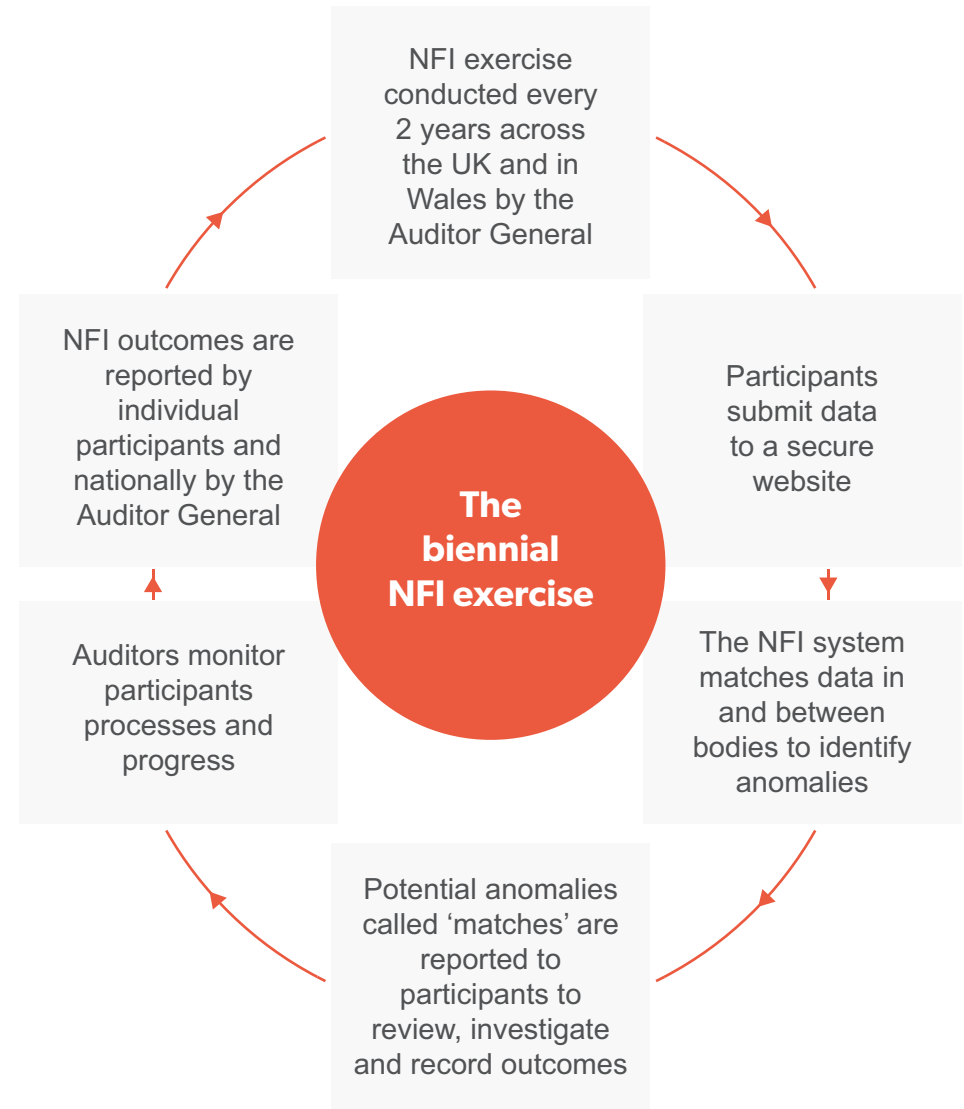 NFI exercise
conducted every
2 years across
the UK and in
Wales by the
Auditor General
Participants
submit data
to a secure
website
The NFI system
matches data in
and between
bodies to identify
anomalies
Potential anomalies
called ‘matches’ are
reported to
participants to
review, investigate
and record outcomes
Auditors monitor
participants
processes and
progress
NFI outcomes are
reported by
individual
participants and
nationally by the
Auditor General
The
biennial
NFI exercise